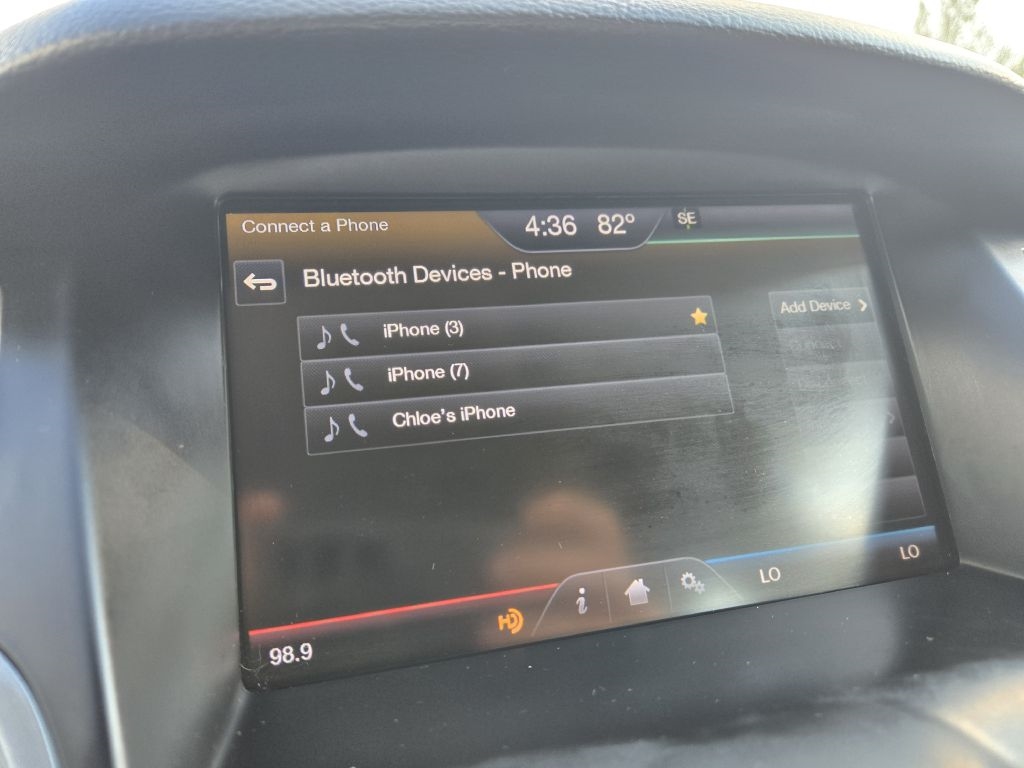 Connect a Phone
4:36 82° SE
Bluetooth Devices - Phone
iPhone (3)
Add Device
iPhone (7)
Chloe's iPhone
98.9
HD
i
LO
LO